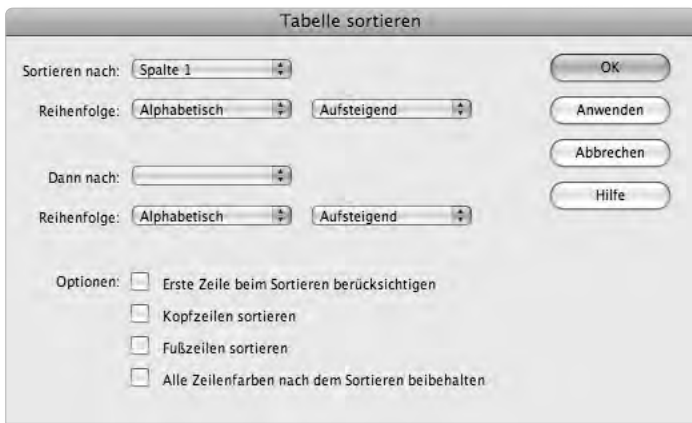 Tabelle sortieren
Sortieren nach: Spalte 1
OK
Reihenfolge: Alphabetisch Aufsteigend
Anwenden
Abbrechen
Dann nach:
Hilfe
Reihenfolge: Alphabetisch Aufsteigend
Optionen: Erste Zeile beim Sortieren berücksichtigen
Kopfzeilen sortieren
Fußzeilen sortieren
Alle Zeilenfarben nach dem Sortieren beibehalten